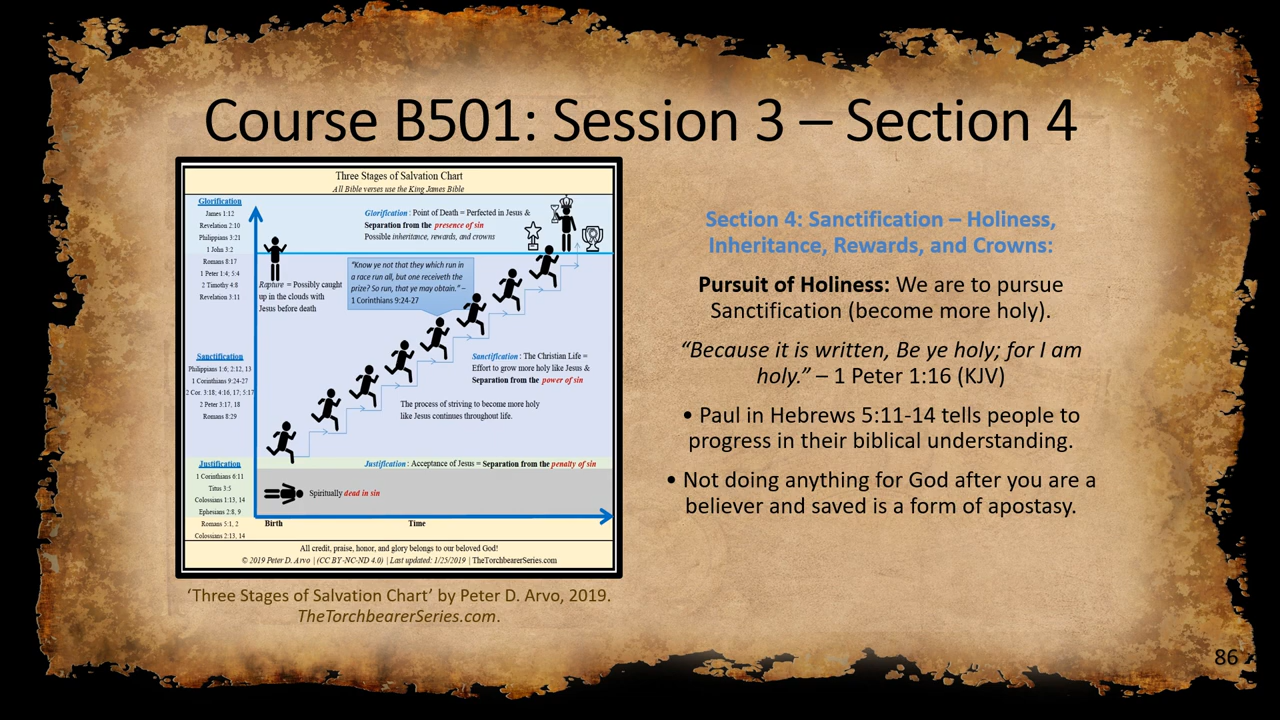 Course B501: Session 3 – Section 4
Three Stages of Salvation Chart
All Bible verses use the King James Bible
Glorification
James 1:12
Revelation 2:10
Philippians 3:21
1 John 3:2
Romans 8:17
1 Peter 1:4; 5:4
2 Timothy 4:8
Revelation 3:11
Sanctification
Philippians 1:6, 2:12, 13
1 Corinthians 9:24-27
2 Cor. 3:18; 4:16, 17; 5:17
2 Peter 3:17, 18
Romans 8:29
Justification
1 Corinthians 6:11
Titus 3:5
Colossians 1:13, 14
Ephesians 2:8, 9
Romans 5:1, 2
Colossians 2:13, 14
Glorification: Point of Death = Perfected in Jesus &
Separation from the presence of sin
Possible inheritance, rewards, and crowns
Rapture = Possibly caught
up in the clouds with
Jesus before death
“Know ye not that they which run in
a race run all, but one receiveth the
prize? So run, that ye may obtain.” –
1 Corinthians 9:24-27
Sanctification: The Christian Life =
Effort to grow more holy like Jesus &
Separation from the power of sin
The process of striving to become more holy
like Jesus continues throughout life.
Justification: Acceptance of Jesus = Separation from the penalty of sin
Spiritually dead in sin
Birth
Time
All credit, praise, honor, and glory belongs to our beloved God!
© 2019 Peter D. Arvo | (CC BY-NC-ND 4.0) | Last updated: 1/25/2019 | TheTorchbearerSeries.com
‘Three Stages of Salvation Chart’ by Peter D. Arvo, 2019.
TheTorchbearerSeries.com.
Section 4: Sanctification – Holiness,
Inheritance, Rewards, and Crowns:
Pursuit of Holiness: We are to pursue
Sanctification (become more holy).
“Because it is written, Be ye holy; for I am
holy.” – 1 Peter 1:16 (KJV)
• Paul in Hebrews 5:11-14 tells people to
progress in their biblical understanding.
• Not doing anything for God after you are a
believer and saved is a form of apostasy.
86